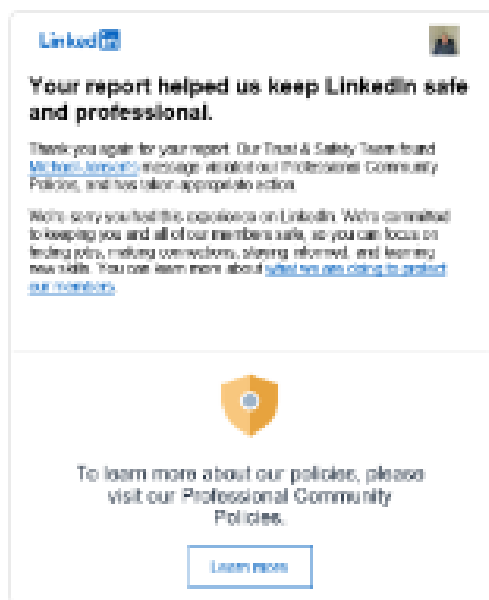 LinkedIn
Your report helped us keep LinkedIn safe
and professional.
Thank you again for your report. Our Trust & Safety Team found
Michael Jensen's message violated our Professional Community
Policies, and has taken appropriate action.
We're sorry you had this experience on LinkedIn. We're committed
to keeping you and all of our members safe, so you can focus on
finding jobs, making connections, staying informed, and learning
new skills. You can learn more about what we are doing to protect
our members.
To learn more about our policies, please
visit our Professional Community
Policies.
Learn more